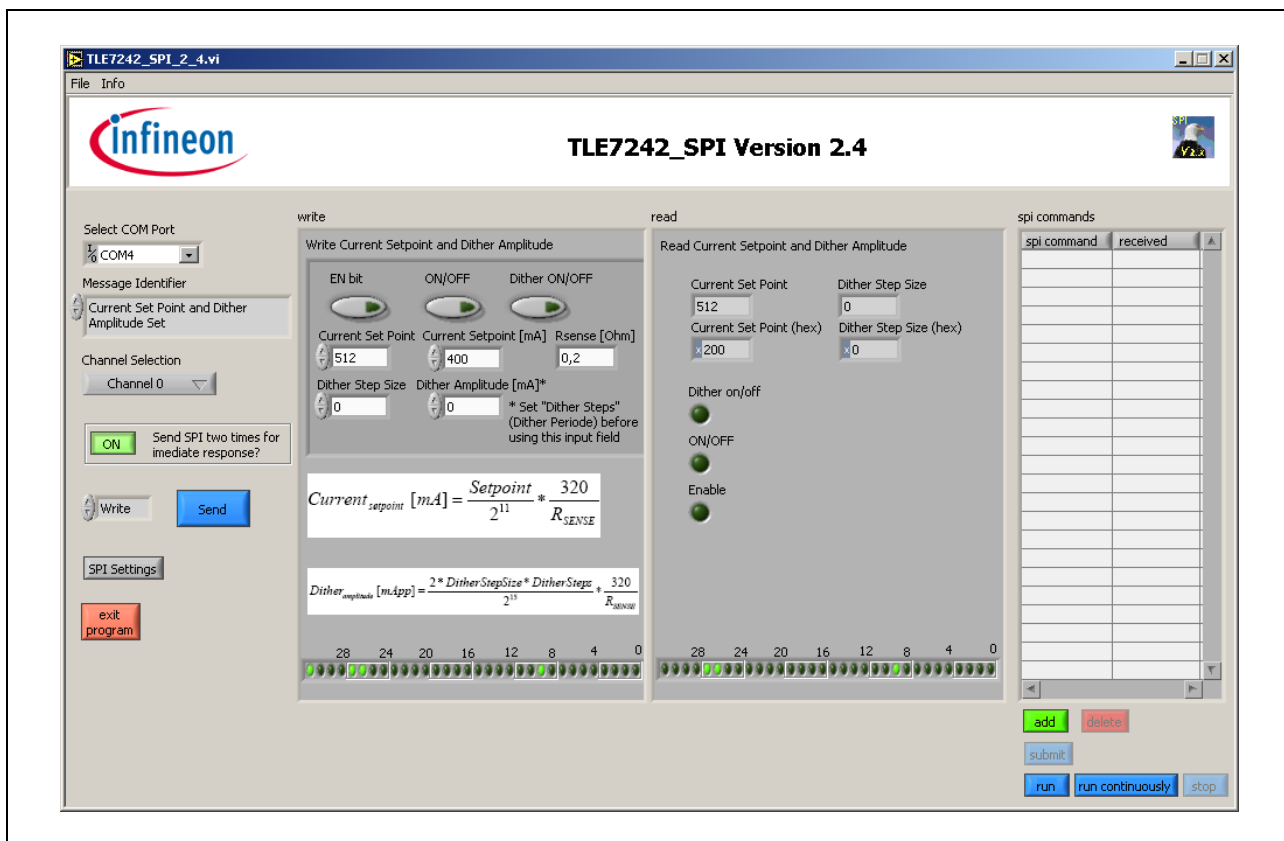 TLE7242_SPI_2_4.vi
File Info
infineon
TLE7242_SPI Version 2.4
SPI
V2.x
Select COM Port
I/O COM4
Message Identifier
Current Set Point and Dither
Amplitude Set
Channel Selection
Channel 0
ON
Send SPI two times for
imediate response?
Write
Send
SPI Settings
exit
program
write
Write Current Setpoint and Dither Amplitude
EN bit ON/OFF Dither ON/OFF
Current Set Point Current Setpoint [mA] Rsense [Ohm]
512 400 0,2
Dither Step Size Dither Amplitude [mA]*
0 0
* Set "Dither Steps"
(Dither Periode) before
using this input field
Current_setpoint [mA] = Setpoint / 2^11 * 320 / R_SENSE
Dither_amplitude [mApp] = 2 * DitherStepSize * DitherSteps / 2^15 * 320 / R_SENSE
28 24 20 16 12 8 4 0
read
Read Current Setpoint and Dither Amplitude
Current Set Point Dither Step Size
512 0
Current Set Point (hex) Dither Step Size (hex)
x 200 x 0
Dither on/off
ON/OFF
Enable
28 24 20 16 12 8 4 0
spi commands
spi command received
add delete
submit
run run continuously stop